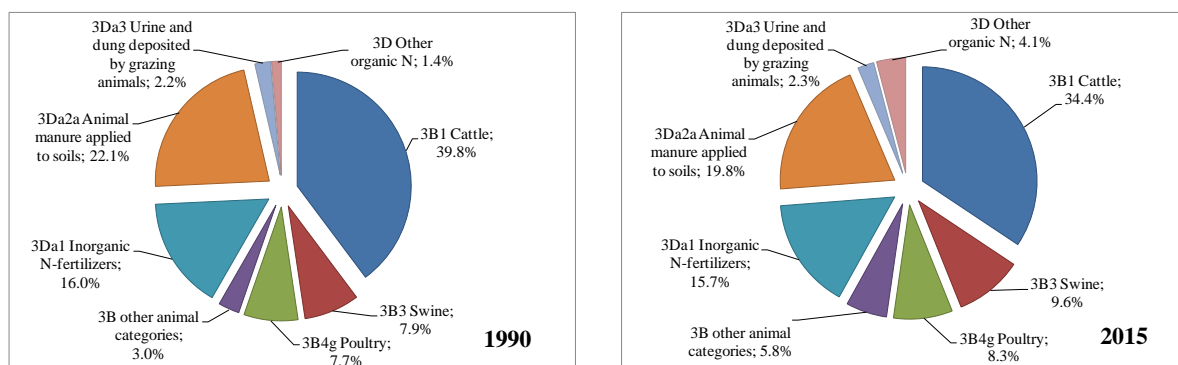 3Da3 Urine and
dung deposited
by grazing
animals;
2.2%
3D Other
organic N; 1.4%
3B1 Cattle;
39.8%
3Da2a Animal
manure applied
to soils; 22.1%
3Da1 Inorganic
N-fertilizers;
16.0%
3B other animal
categories;
3.0%
3B4g Poultry;
7.7%
3B3 Swine;
7.9%
1990
3Da3 Urine and
dung deposited
by grazing
animals;
2.3%
3D Other
organic N; 4.1%
3B1 Cattle;
34.4%
3Da2a Animal
manure applied
to soils;
19.8%
3Da1 Inorganic
N-fertilizers;
15.7%
3B other animal
categories; 5.8%
3B4g Poultry;
8.3%
3B3 Swine;
9.6%
2015